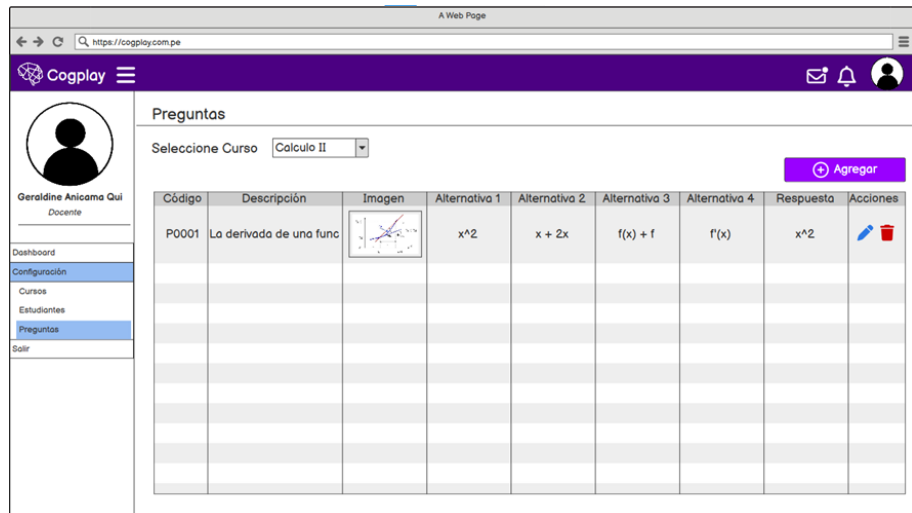 A Web Page
https://cogplay.com.pe
Cogplay
Geraldine Anicama Qui
Docente
Dashboard
Configuración
Cursos
Estudiantes
Preguntas
Salir
Preguntas
Seleccione Curso Calculo II
Agregar
Código Descripción Imagen Alternativa 1 Alternativa 2 Alternativa 3 Alternativa 4 Respuesta Acciones
P0001 La derivada de una func x^2 x + 2x f(x) + f f'(x) x^2